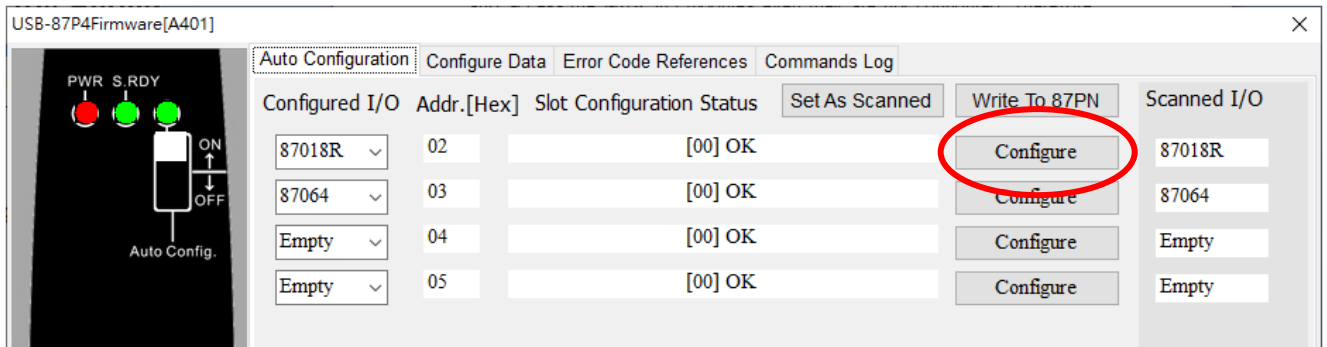 USB-87P4Firmware[A401]
PWR S.RDY
ON
OFF
Auto Config.
Auto Configuration Configure Data Error Code References Commands Log
Configured I/O Addr.[Hex] Slot Configuration Status Set As Scanned Write To 87PN Scanned I/O
87018R 02 [00] OK Configure 87018R
87064 03 [00] OK Configure 87064
Empty 04 [00] OK Configure Empty
Empty 05 [00] OK Configure Empty